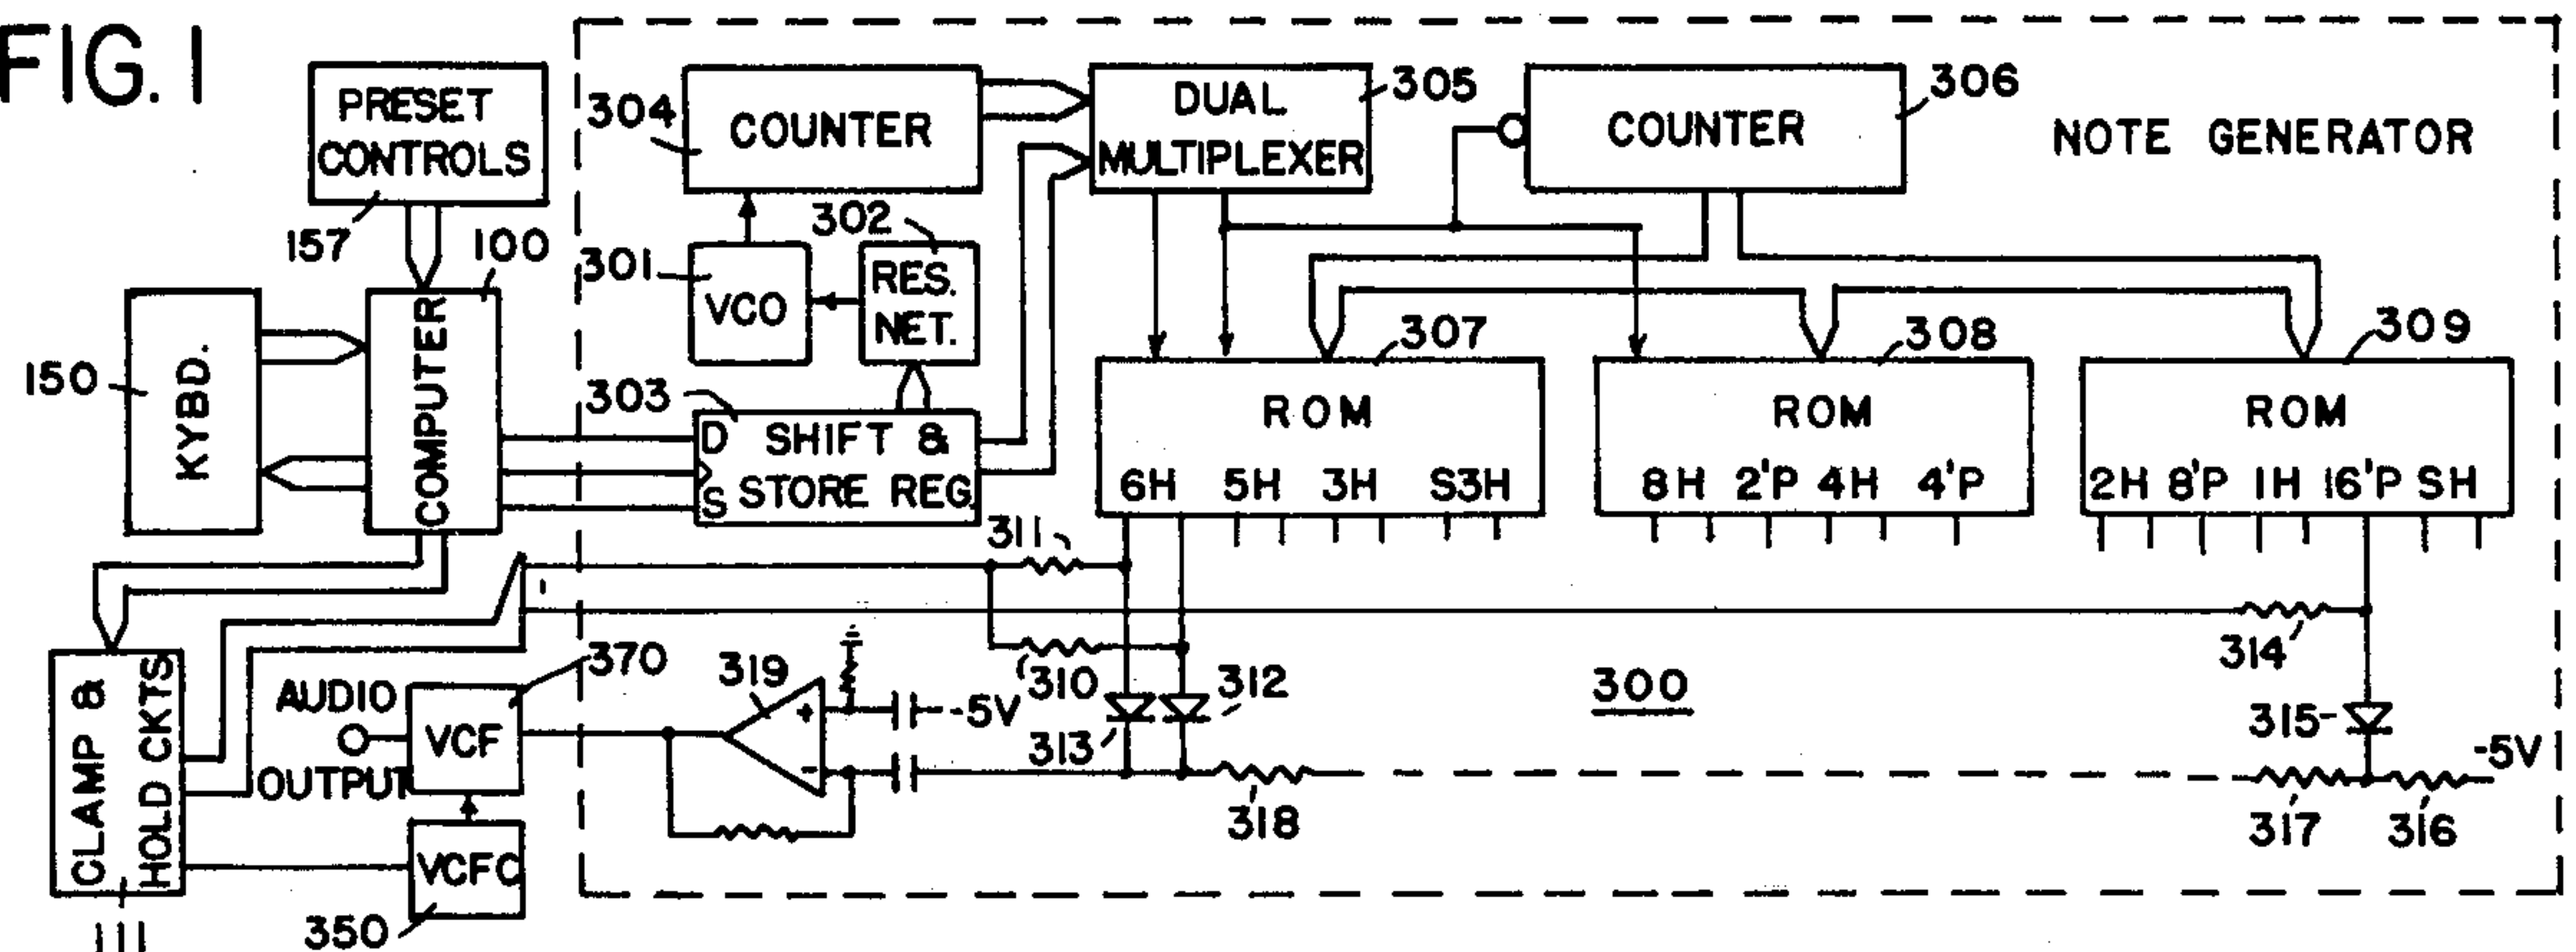 FIG. 1
PRESET
CONTROLS
157
100
KYBD.
150
COMPUTER
304
COUNTER
DUAL
MULTIPLEXER
305
COUNTER
306
NOTE GENERATOR
301
VCO
302
RES.
NET.
303
D
SHIFT &
S
STORE REG.
307
ROM
6H 5H 3H S3H
308
ROM
8H 2'P 4H 4'P
309
ROM
2H 8'P 1H 16'P SH
311
310
313
312
314
315
-5V
317
316
318
300
319
+
-
-5V
370
AUDIO
OUTPUT
VCF
VCFC
350
CLAMP &
HOLD CKTS
111